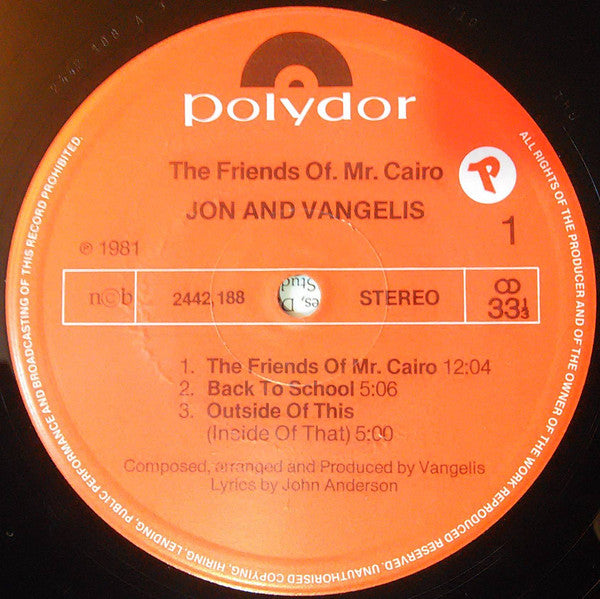 polydor
The Friends Of. Mr. Cairo
JON AND VANGELIS
P
1
℗ 1981
n©b
2442,188
STEREO
33⅓
es, D
Stud
1. The Friends Of Mr. Cairo 12:04
2. Back To School 5:06
3. Outside Of This
(Inside Of That) 5:00
Composed, arranged and Produced by Vangelis
Lyrics by John Anderson
ALL RIGHTS OF THE PRODUCER AND OF THE OWNER OF THE WORK REPRODUCED RESERVED. UNAUTHORISED COPYING, HIRING, LENDING, PUBLIC PERFORMANCE AND BROADCASTING OF THIS RECORD PROHIBITED.